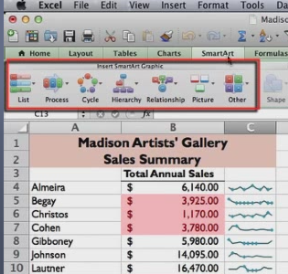 Excel File Edit View Insert Format Tools Da
Madiso
Home Layout Tables Charts SmartArt Formulas
Insert SmartArt Graphic
List Process Cycle Hierarchy Relationship Picture Other Shape
C13 fx
A B C
1 Madison Artists' Gallery
2 Sales Summary
3 Total Annual Sales
4 Almeira $ 6,140.00
5 Begay $ 3,925.00
6 Christos $ 1,170.00
7 Cohen $ 3,780.00
8 Gibboney $ 5,980.00
9 Johnson $ 14,095.00
10 Lautner $ 16,470.00